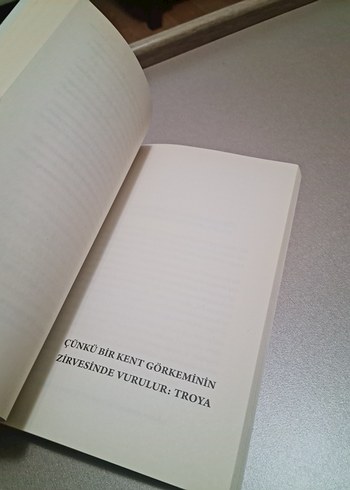 ÇÜNKÜ BİR KENT GÖRKEMİNİN
ZİRVESİNDE VURULUR: TROYA